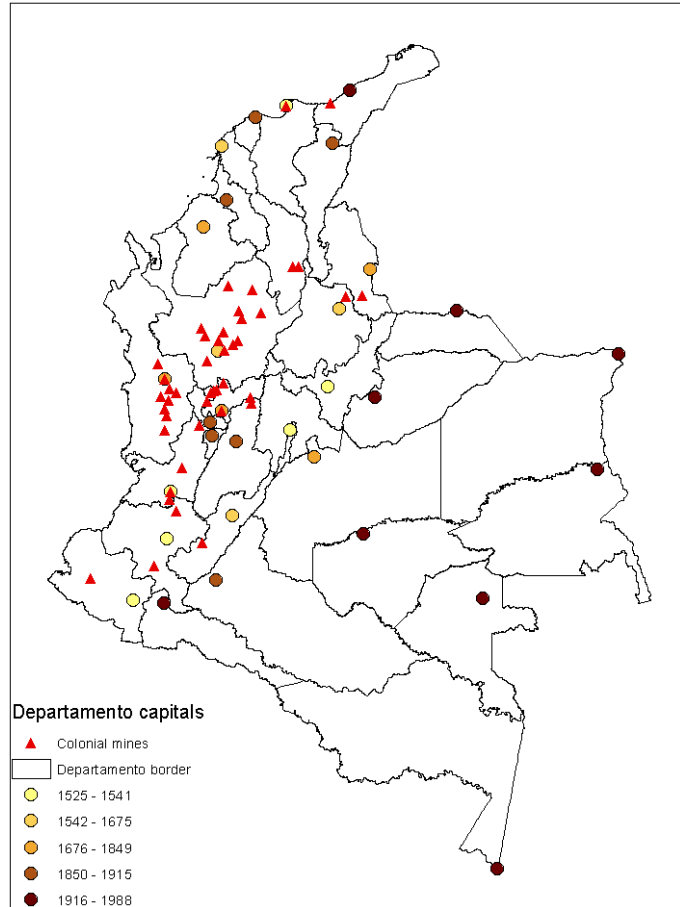 Departamento capitals
Colonial mines
Departamento border
1525 - 1541
1542 - 1675
1676 - 1849
1850 - 1915
1916 - 1988